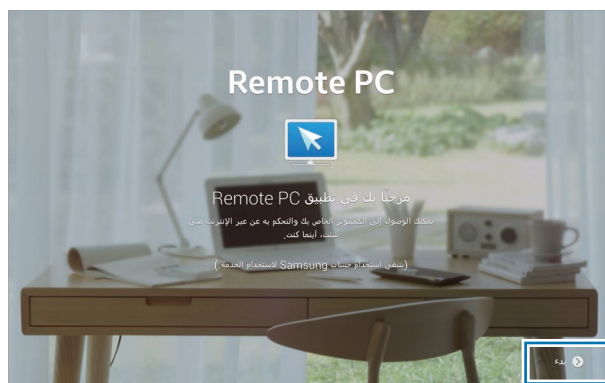 Remote PC
مرحبًا بك في تطبيق Remote PC
يمكنك الوصول إلى الكمبيوتر الخاص بك والتحكم به عن عبر الإنترنت متى
شئت، أينما كنت.
(ينبغي استخدام حساب Samsung لاستخدام الخدمة.)
بدء